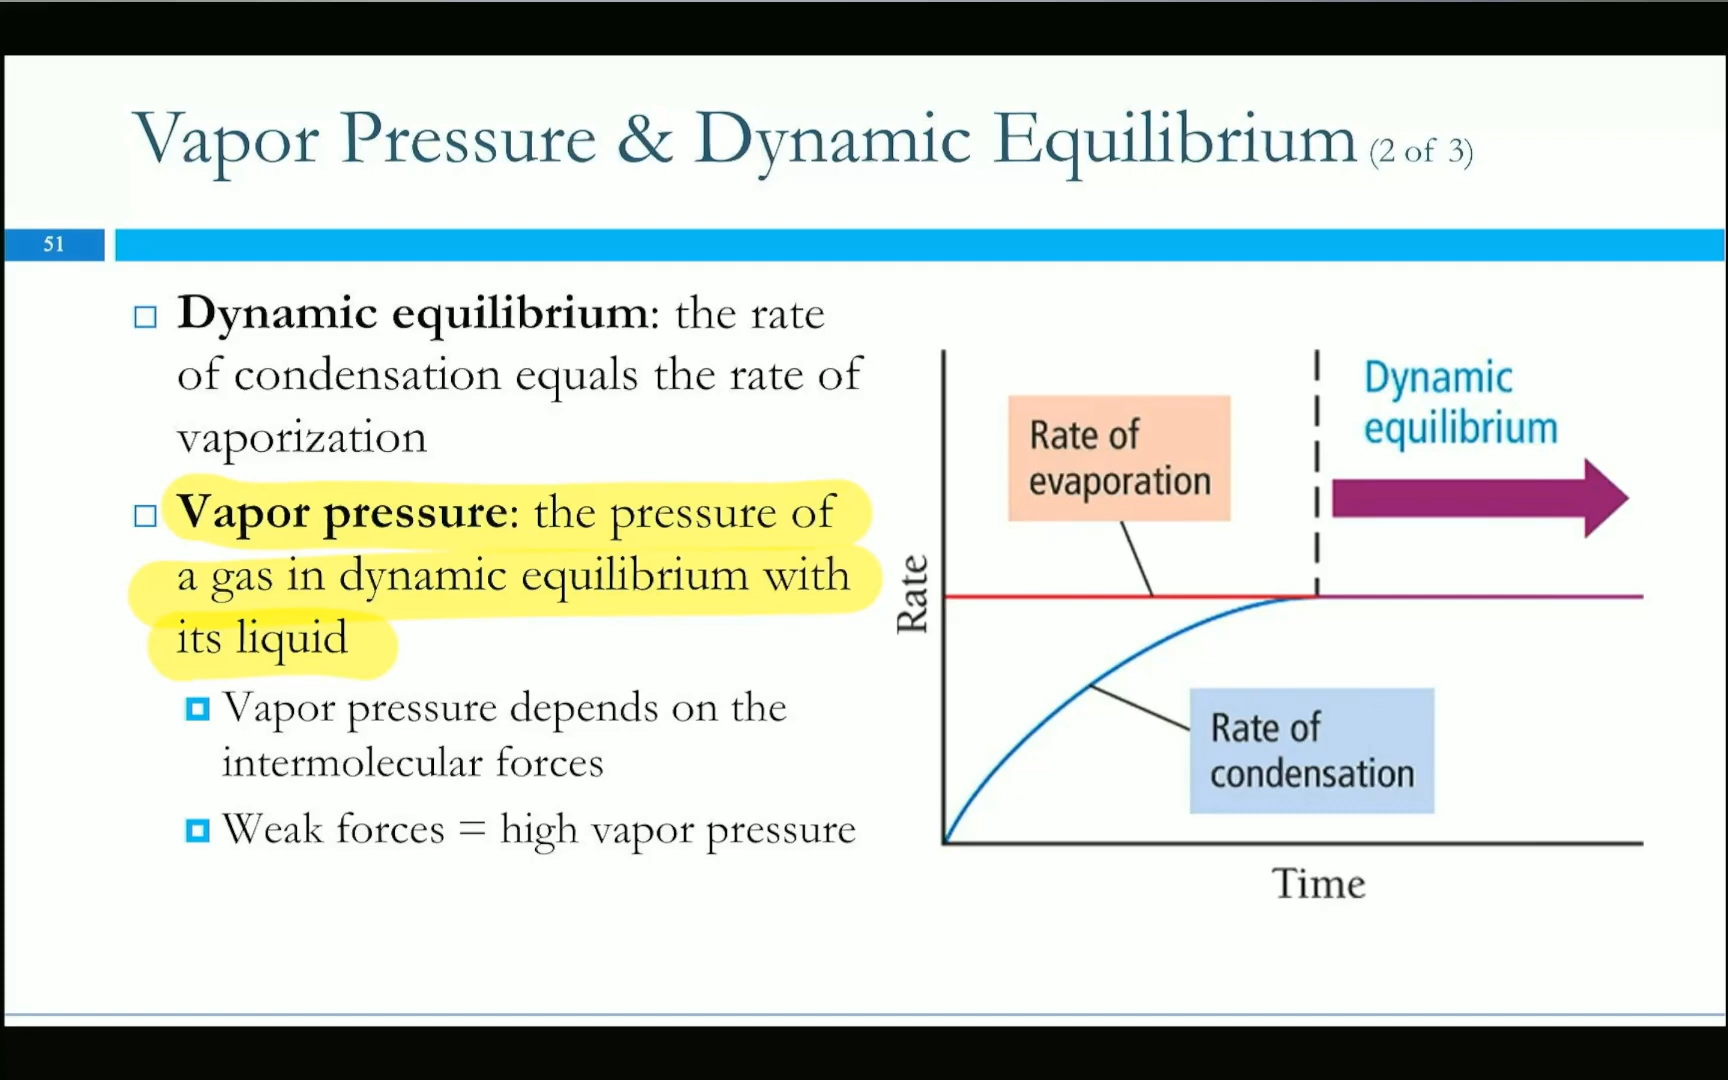 Vapor Pressure & Dynamic Equilibrium (2 of 3)
51
Dynamic equilibrium: the rate
of condensation equals the rate of
vaporization
Vapor pressure: the pressure of
a gas in dynamic equilibrium with
its liquid
Vapor pressure depends on the
intermolecular forces
Weak forces = high vapor pressure
Rate
Rate of
evaporation
Dynamic
equilibrium
Rate of
condensation
Time